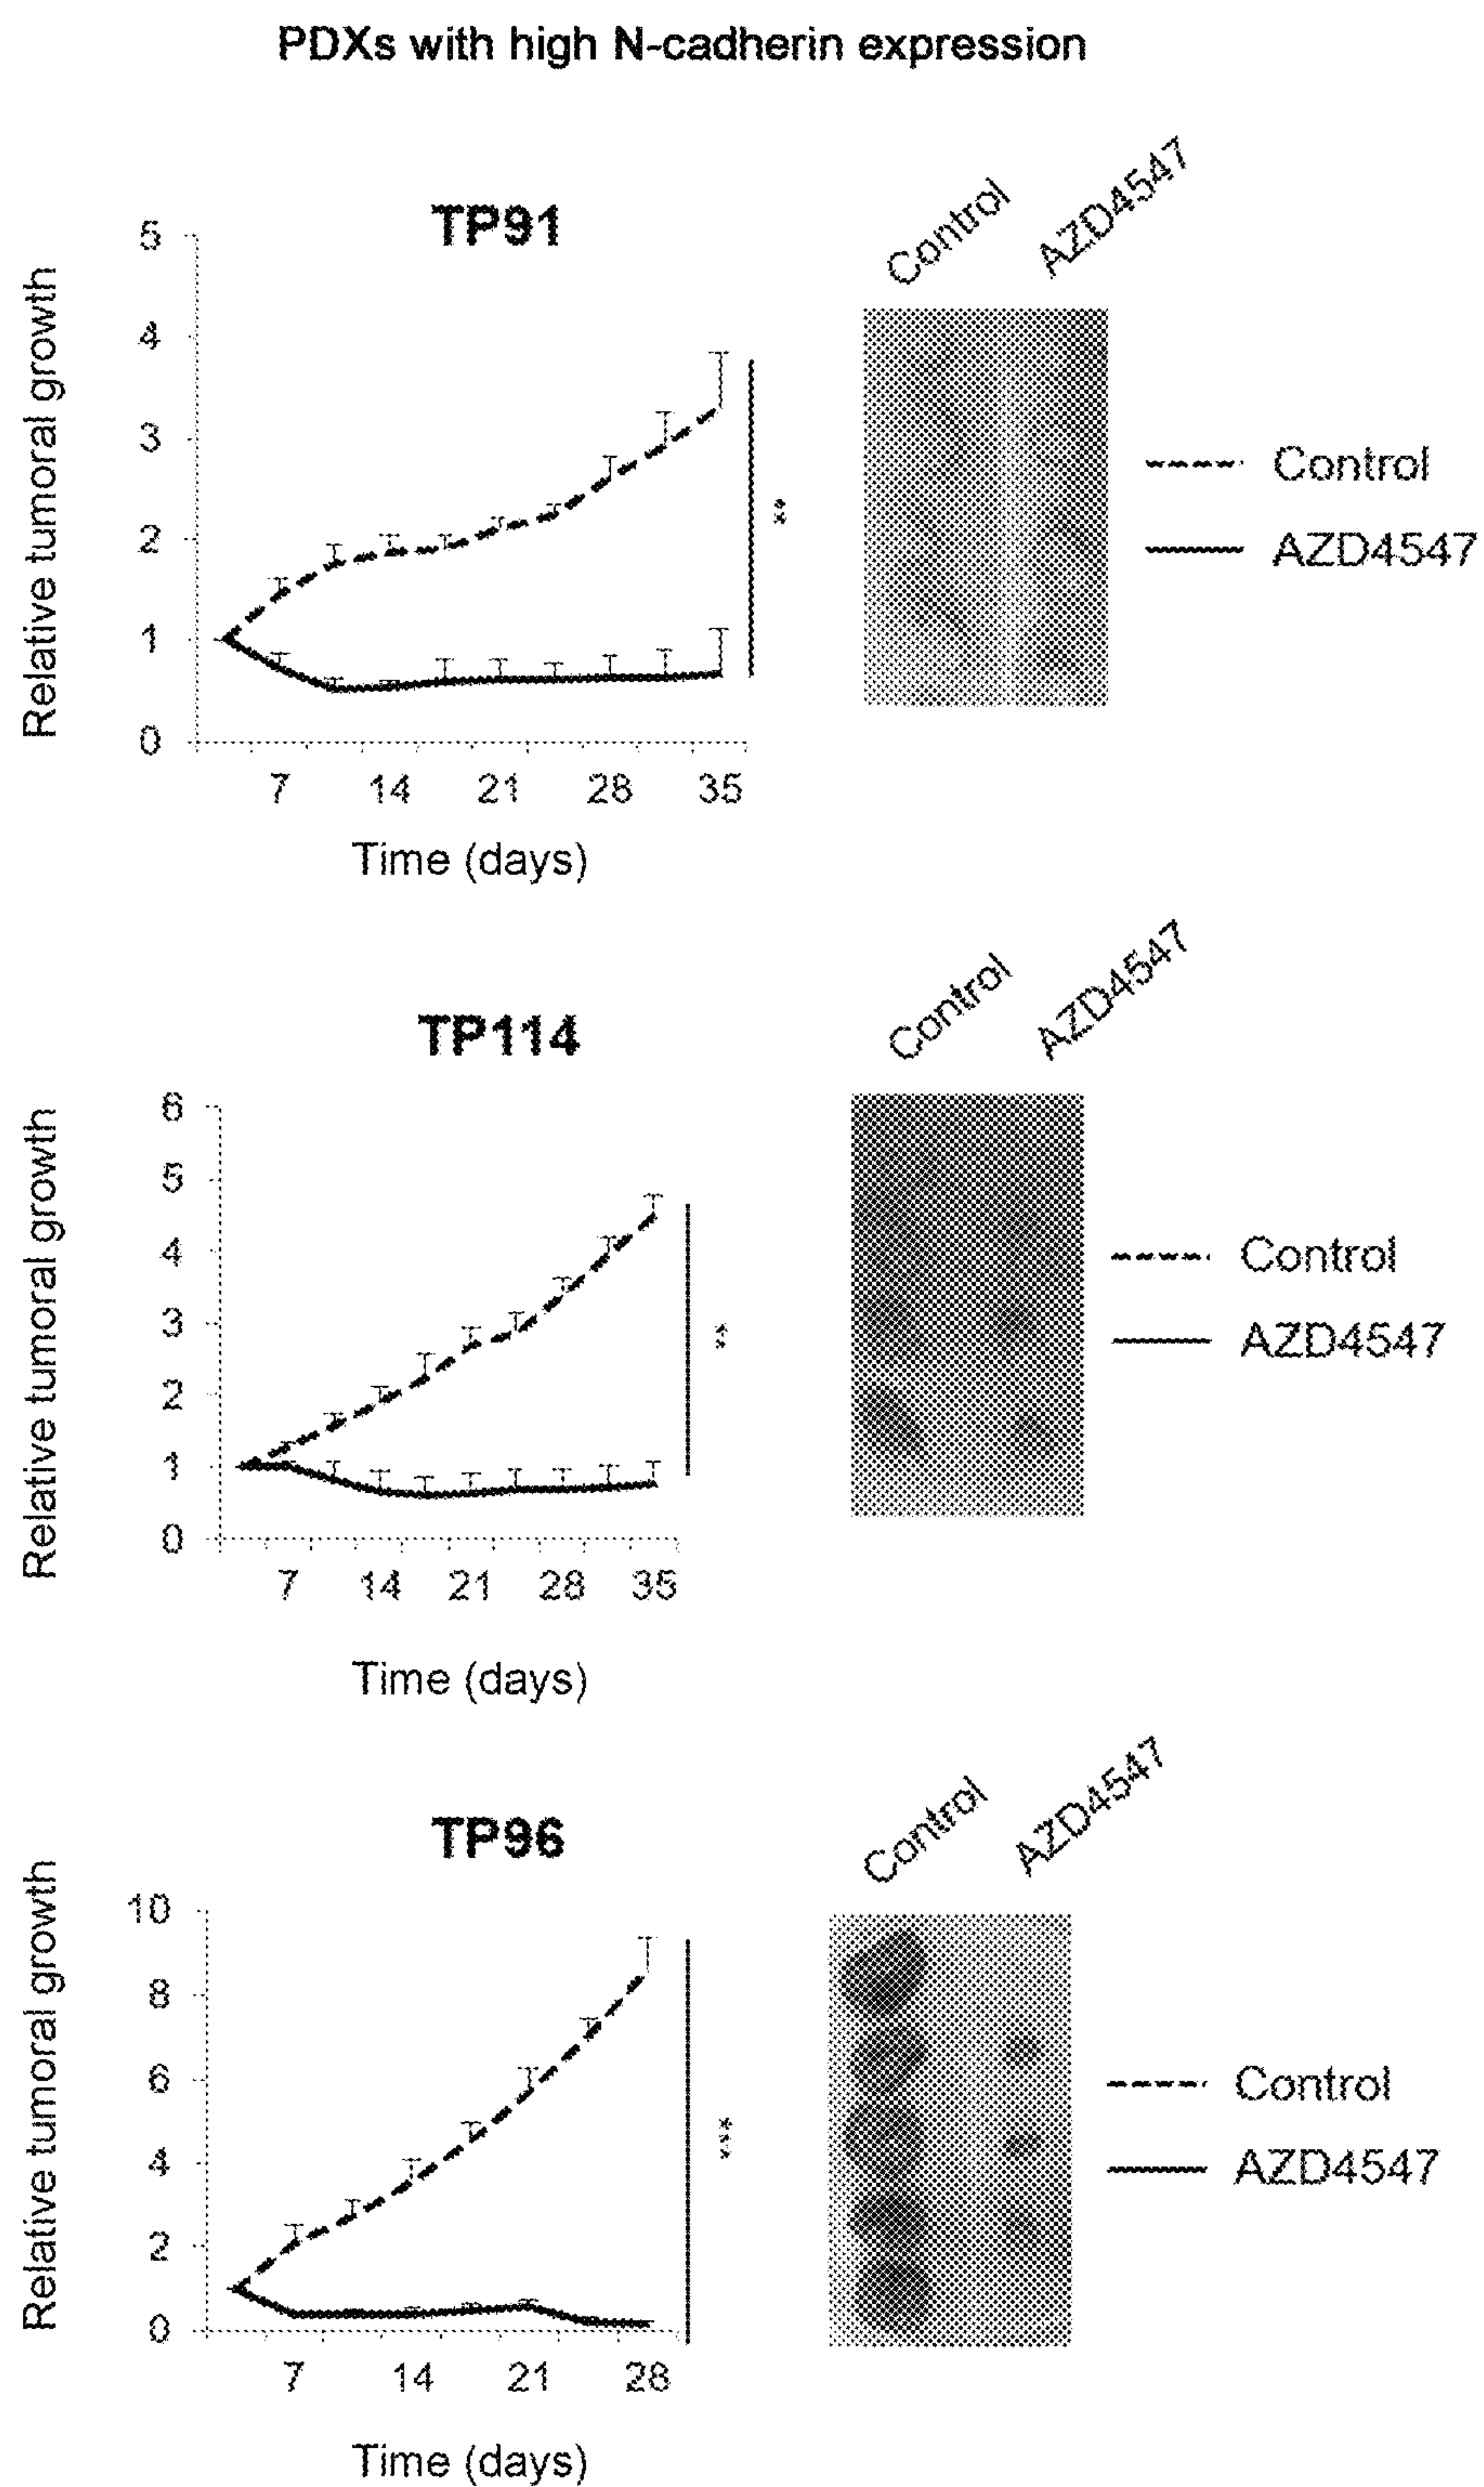 PDXs with high N-cadherin expression
TP91
Control
AZD4547
Relative tumoral growth
5
4
3
2
1
0
**
Control
AZD4547
7 14 21 28 35
Time (days)
TP114
Control
AZD4547
Relative tumoral growth
6
5
4
3
2
1
0
**
Control
AZD4547
7 14 21 28 35
Time (days)
TP96
Control
AZD4547
Relative tumoral growth
10
8
6
4
2
0
***
Control
AZD4547
7 14 21 28
Time (days)